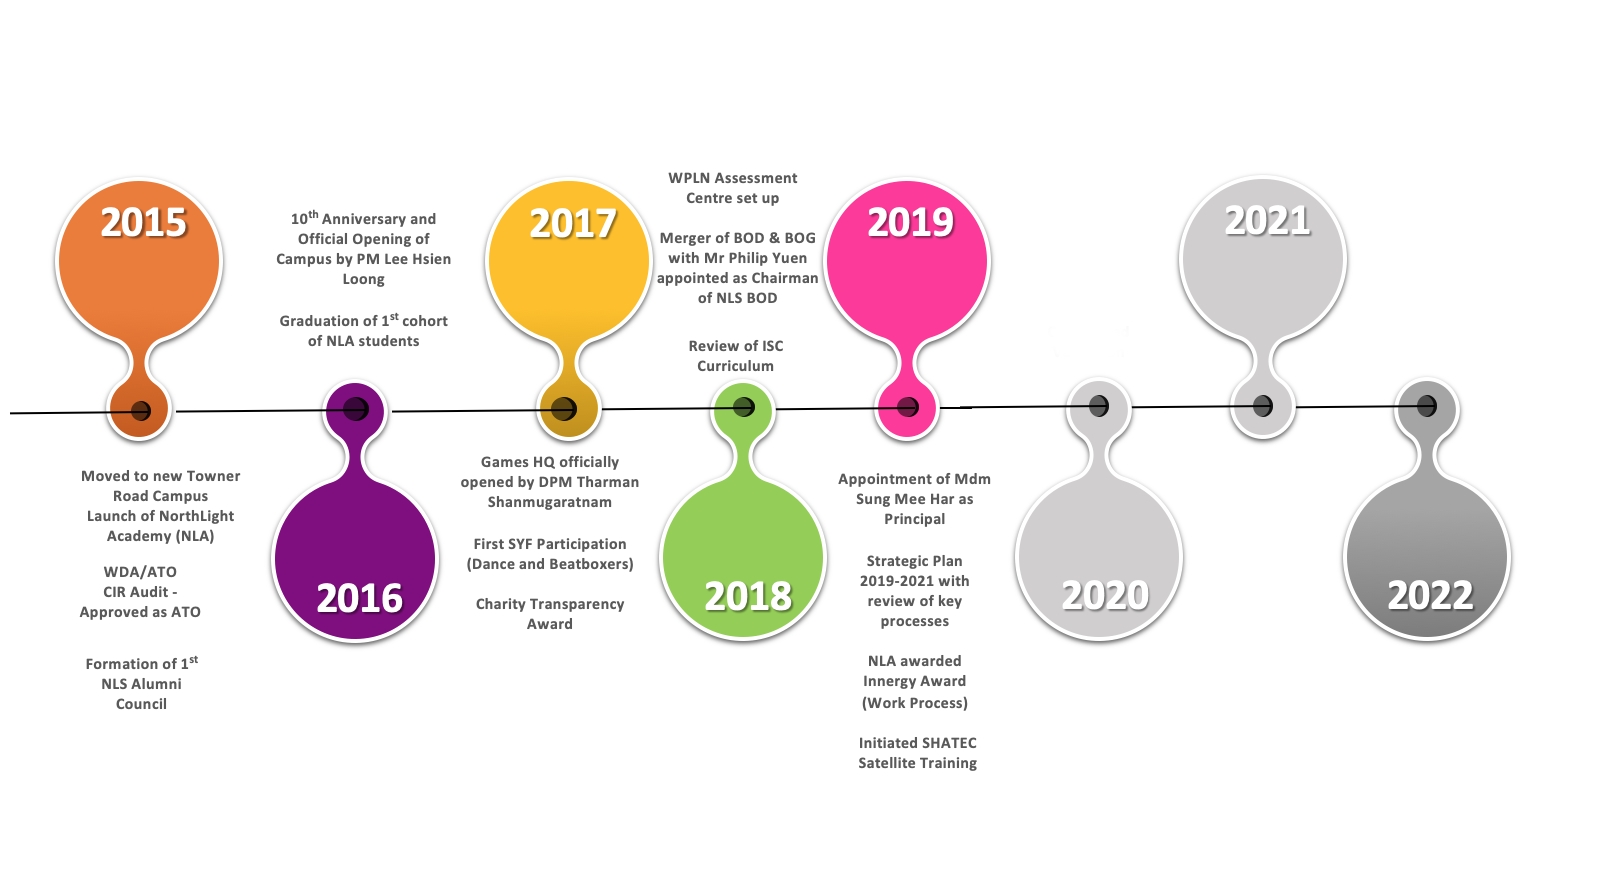 2015
Moved to new Towner
Road Campus
Launch of NorthLight
Academy (NLA)
WDA/ATO
CIR Audit -
Approved as ATO
Formation of 1st
NLS Alumni
Council
10th Anniversary and
Official Opening of
Campus by PM Lee Hsien
Loong
Graduation of 1st cohort
of NLA students
2016
2017
Games HQ officially
opened by DPM Tharman
Shanmugaratnam
First SYF Participation
(Dance and Beatboxers)
Charity Transparency
Award
WPLN Assessment
Centre set up
Merger of BOD & BOG
with Mr Philip Yuen
appointed as Chairman
of NLS BOD
Review of ISC
Curriculum
2018
2019
Appointment of Mdm
Sung Mee Har as
Principal
Strategic Plan
2019-2021 with
review of key
processes
NLA awarded
Innergy Award
(Work Process)
Initiated SHATEC
Satellite Training
2020
2021
2022